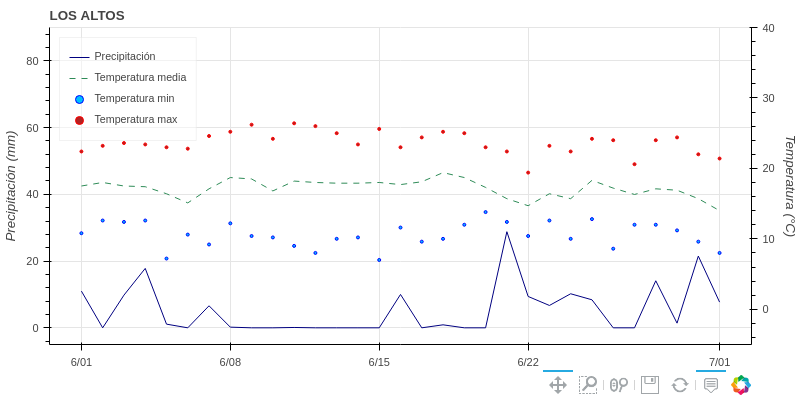 LOS ALTOS
Precipitación
Temperatura media
Temperatura min
Temperatura max
Precipitación (mm)
80
60
40
20
0
Temperatura (°C)
40
30
20
10
0
6/01
6/08
6/15
6/22
7/01